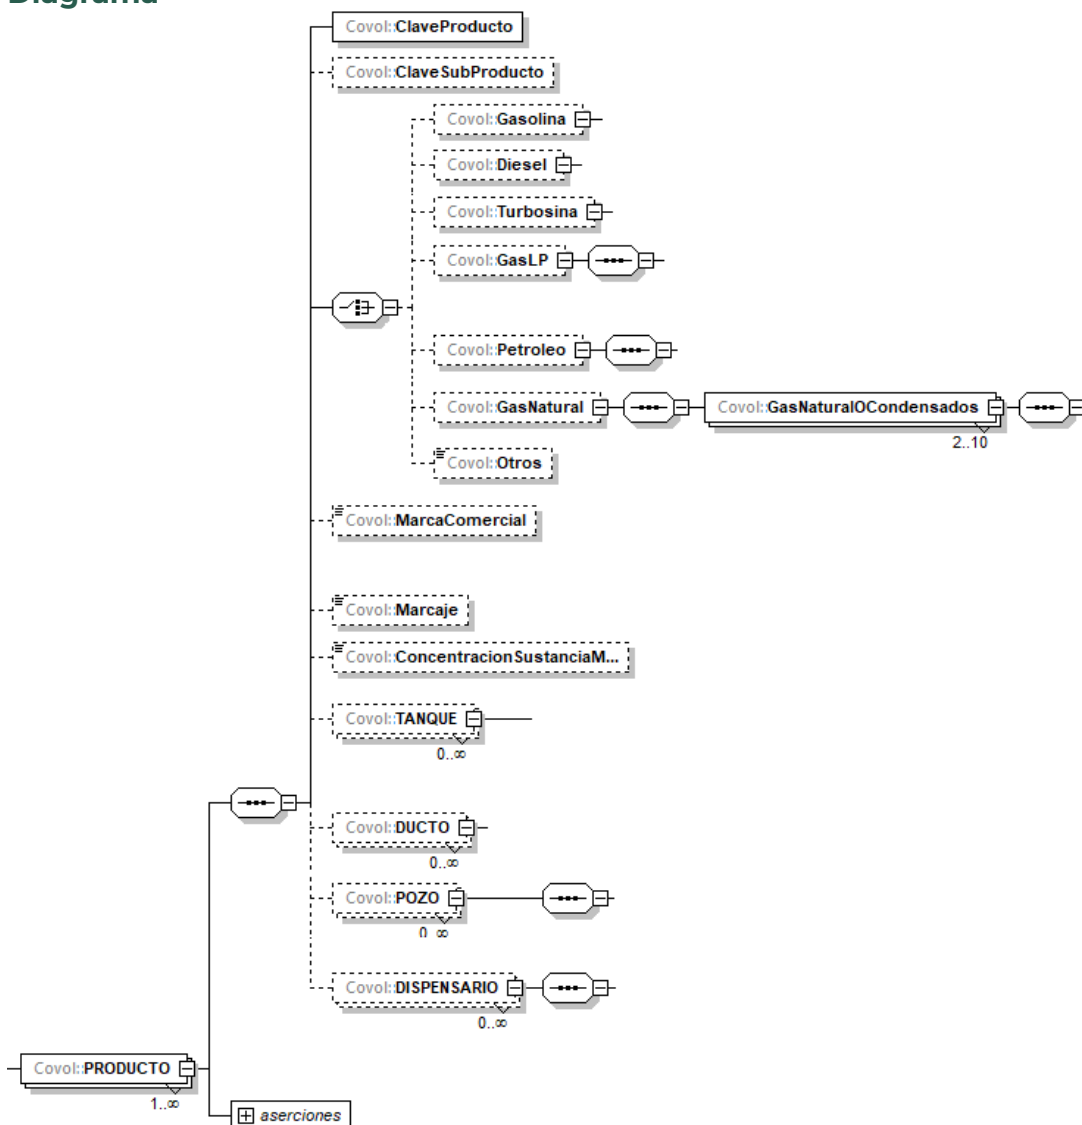 Diagrama
Covol::ClaveProducto
Covol::ClaveSubProducto
Covol::Gasolina
Covol::Diesel
Covol::Turbosina
Covol::GasLP
Covol::Petroleo
Covol::GasNatural
Covol::GasNaturalOCondensados
2..10
Covol::Otros
Covol::MarcaComercial
Covol::Marcaje
Covol::ConcentracionSustanciaM...
Covol::TANQUE
0..∞
Covol::DUCTO
0..∞
Covol::POZO
0..∞
Covol::DISPENSARIO
0..∞
Covol::PRODUCTO
1..∞
aserciones